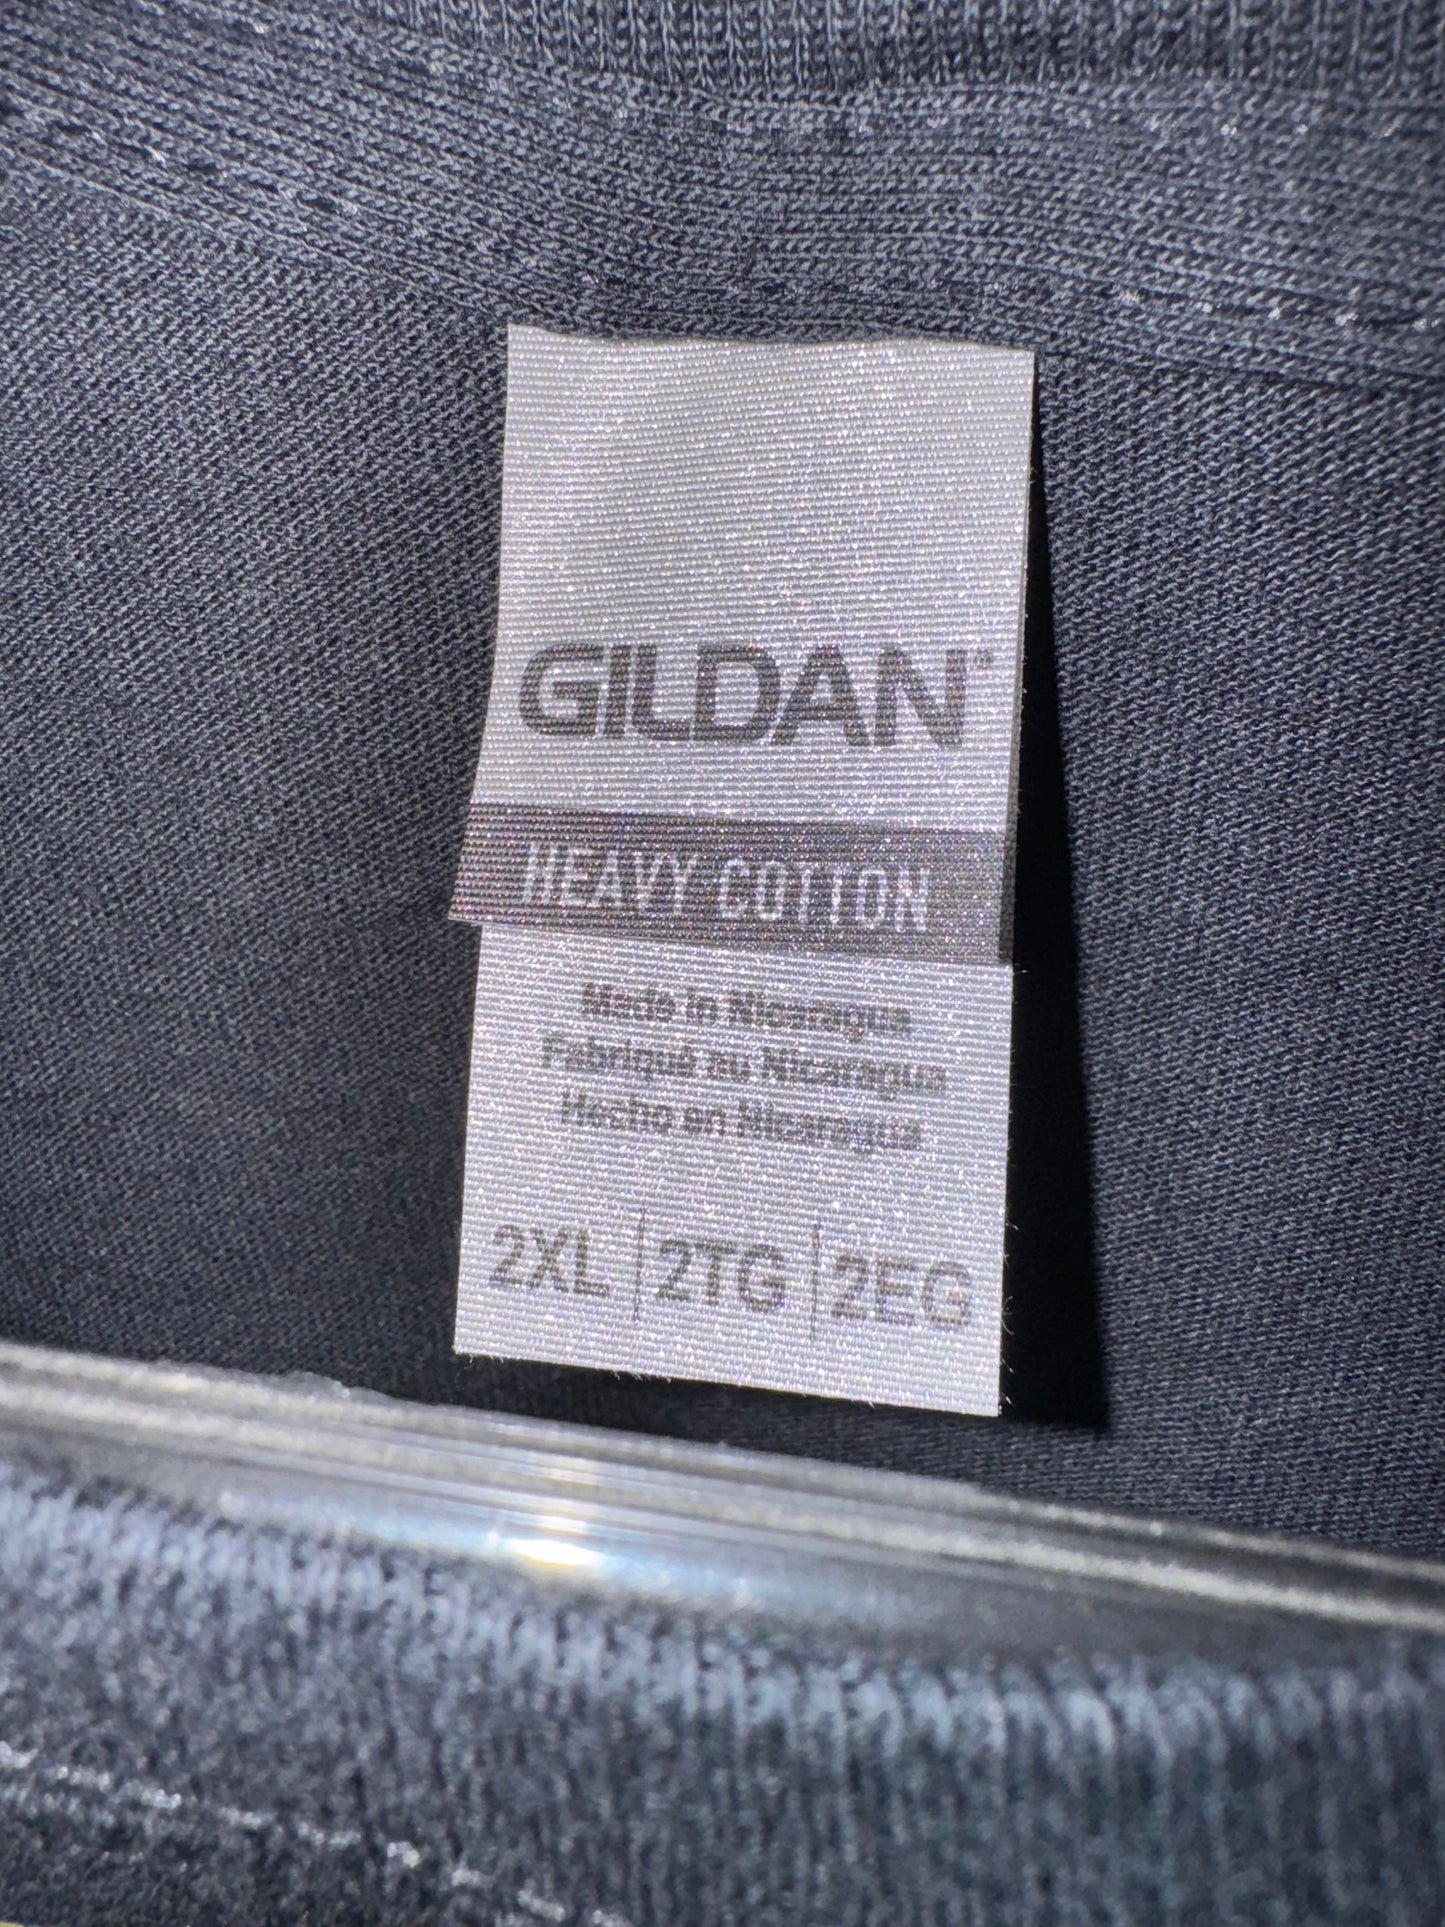 GILDAN®
HEAVY COTTON
Made in Nicaragua
Fabriqué au Nicaragua
Hecho en Nicaragua
2XL | 2TG | 2EG